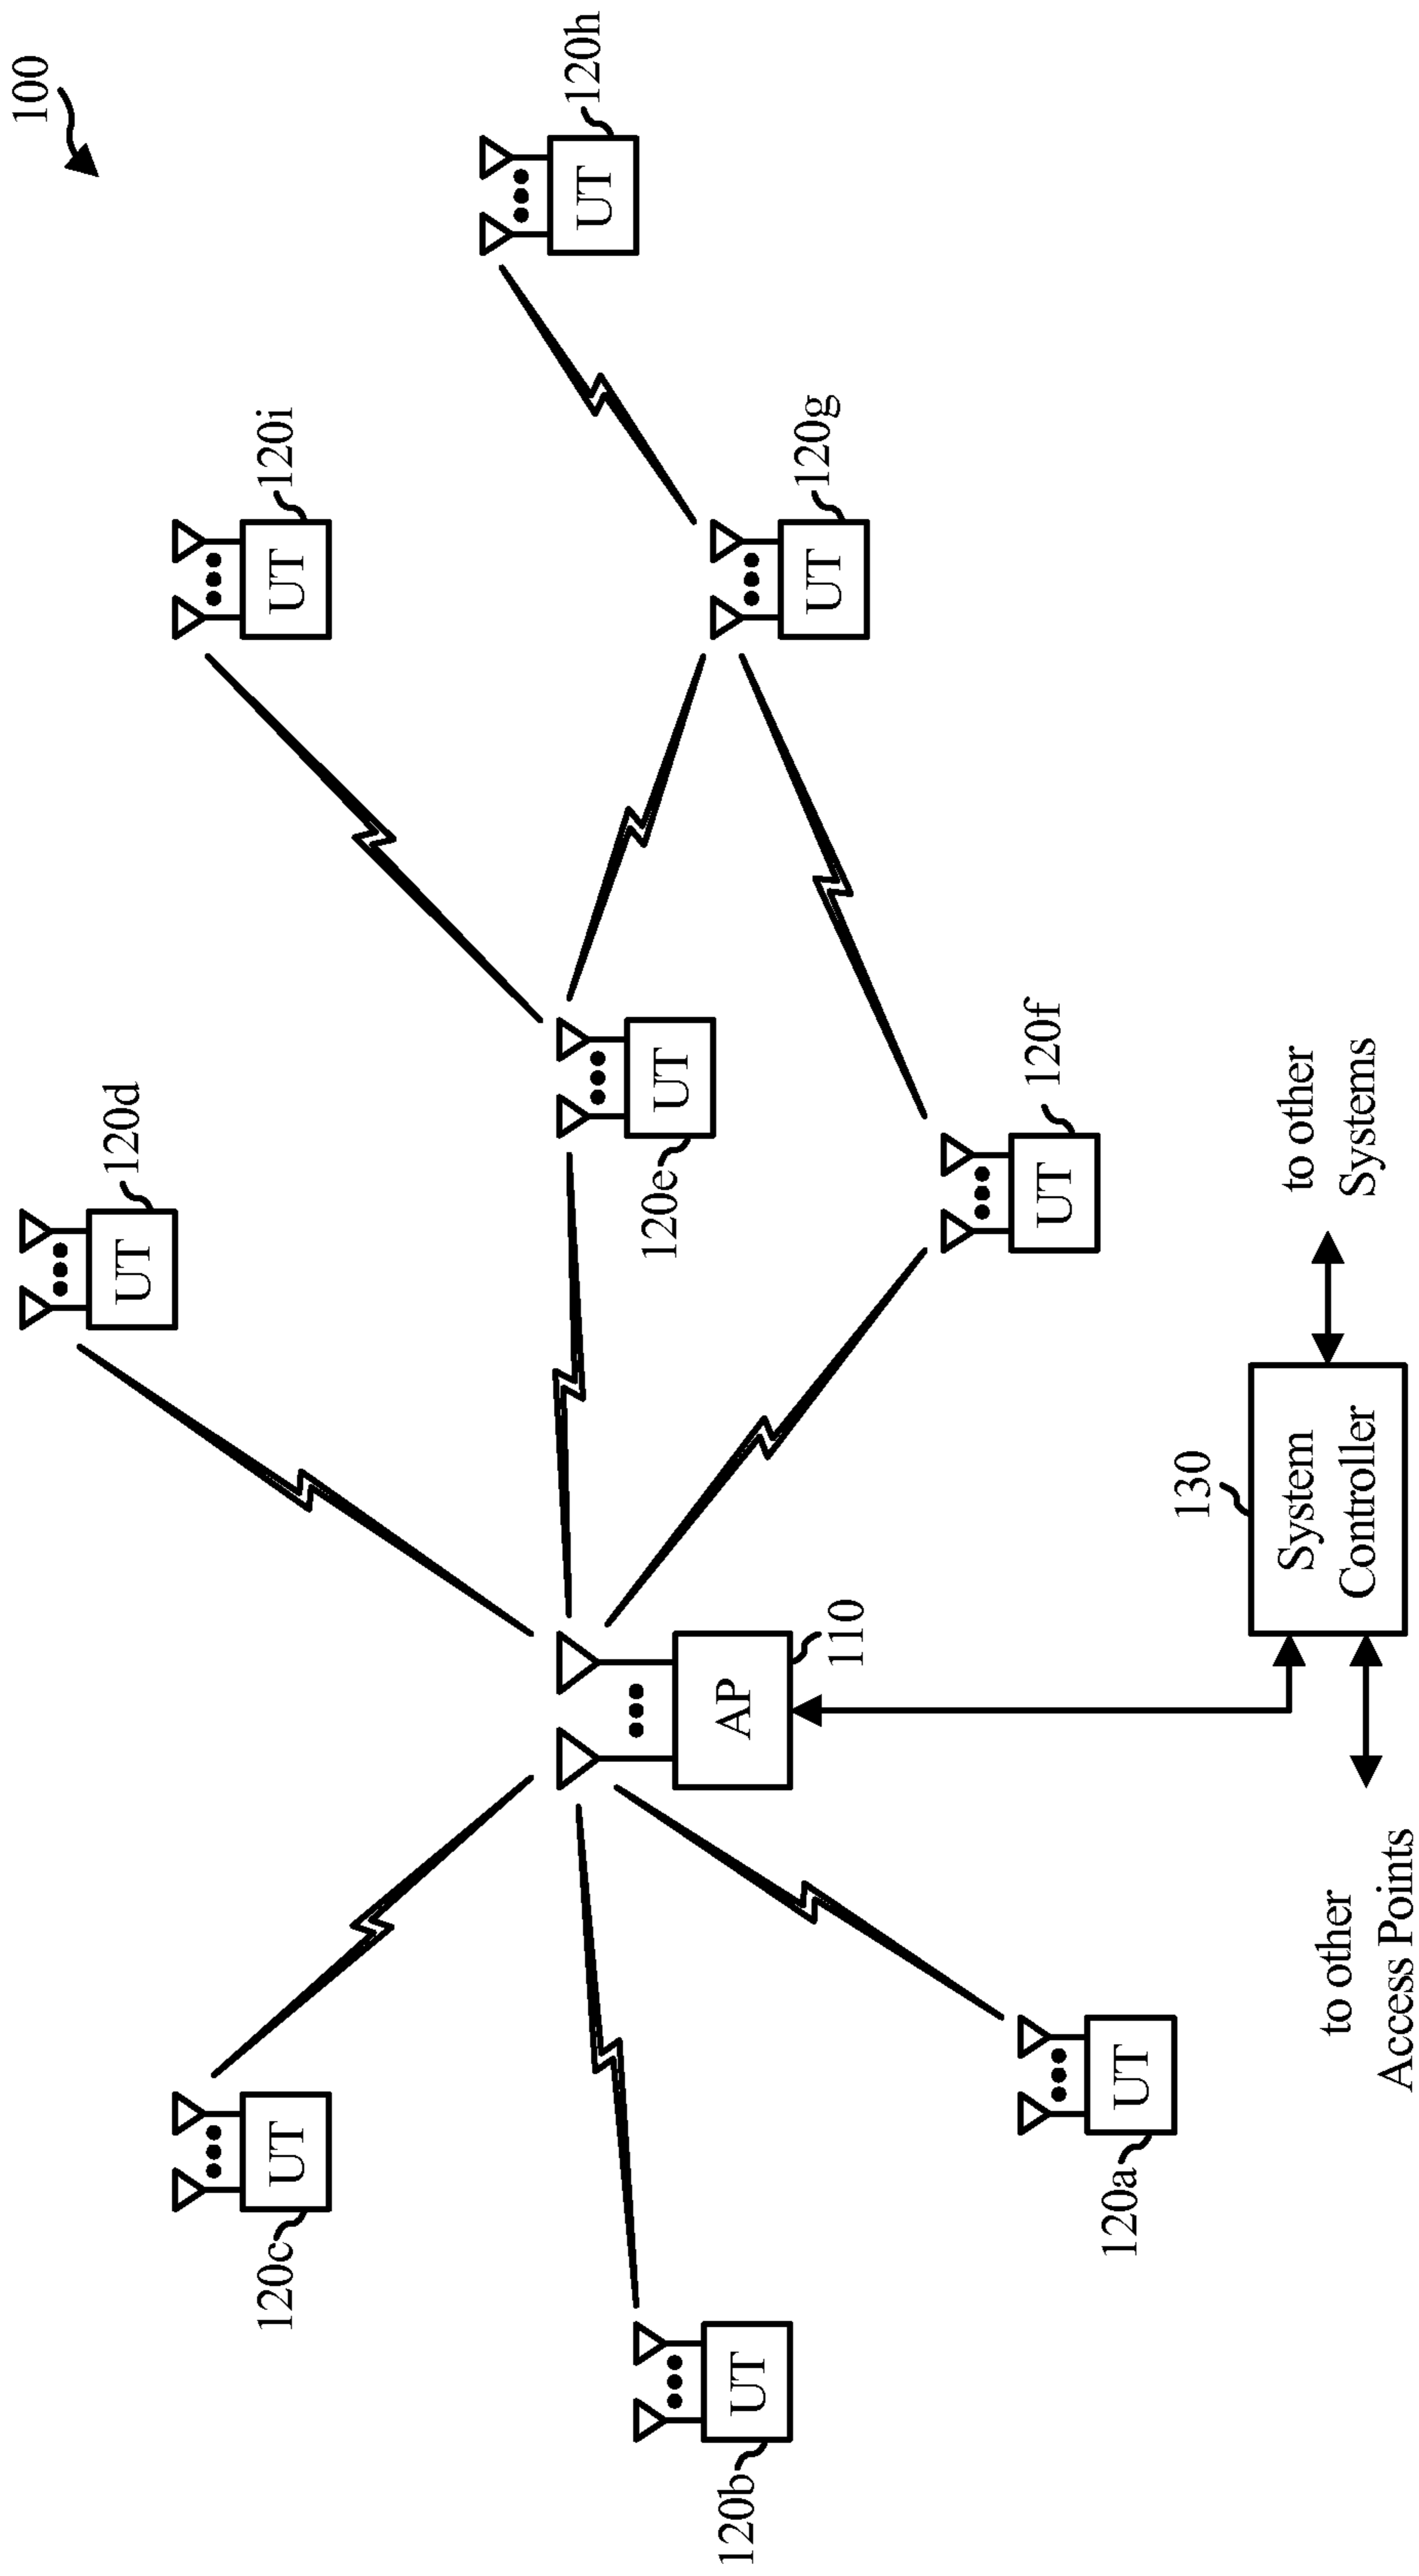 100
UT
120d
UT
120i
UT
120c
UT
120h
UT
120e
UT
120b
AP
110
UT
120g
UT
120f
UT
120a
130
System
Controller
to other
Systems
to other
Access Points